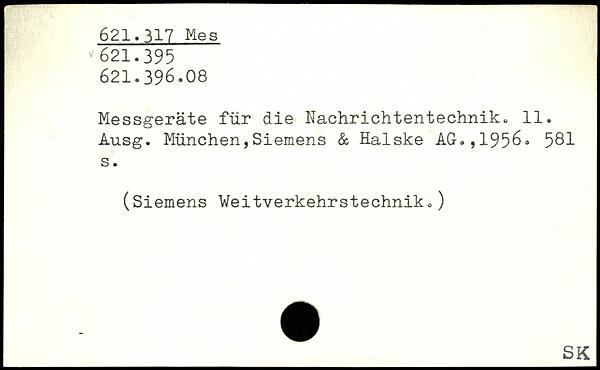 621.317 Mes
621.395
621.396.08
Messgeräte für die Nachrichtentechnik. 11.
Ausg. München,Siemens & Halske AG.,1956. 581
s.
(Siemens Weitverkehrstechnik.)
SK